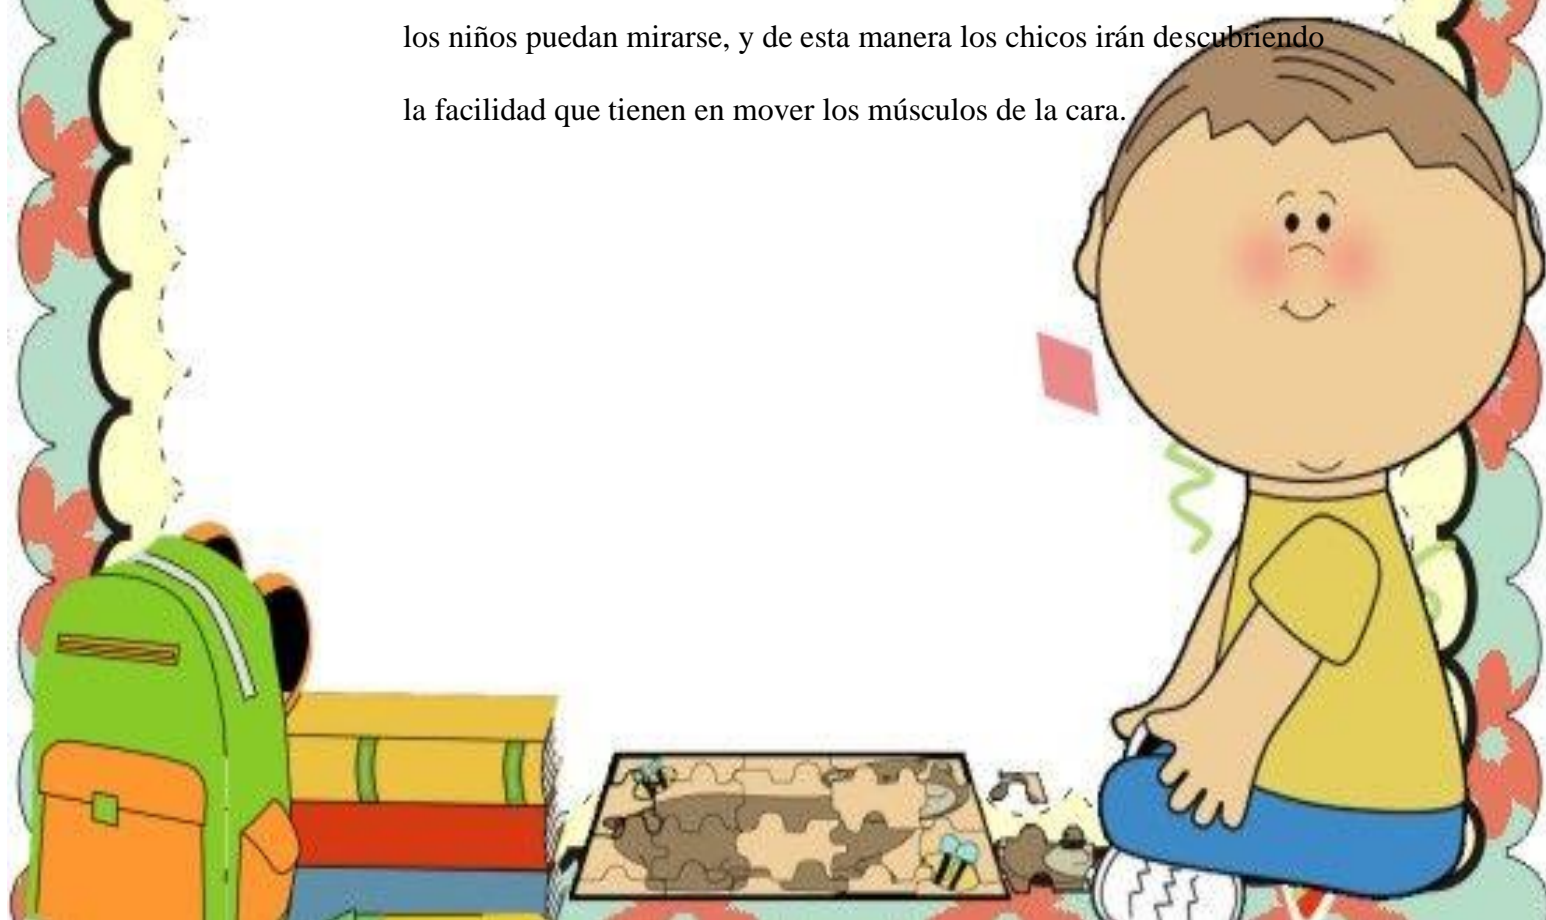 los niños puedan mirarse, y de esta manera los chicos irán descubriendo
la facilidad que tienen en mover los músculos de la cara.